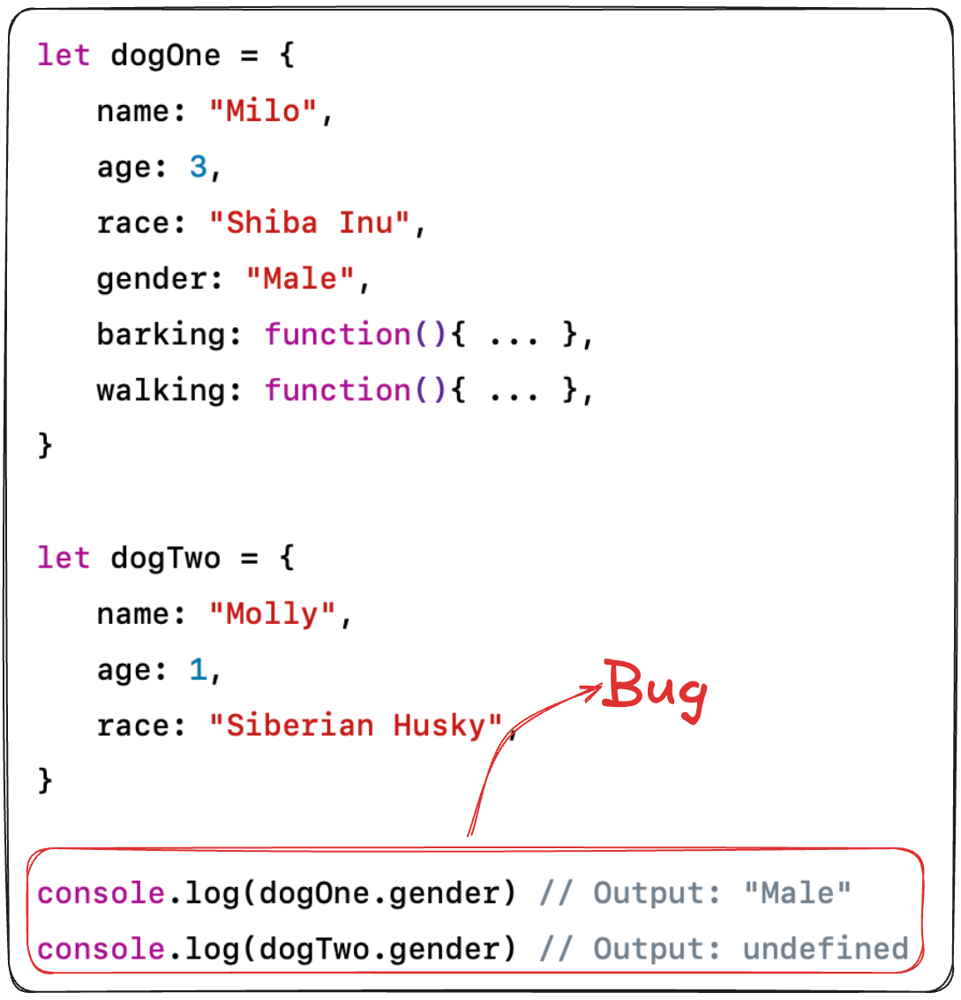 let dogOne = {
name: "Milo",
age: 3,
race: "Shiba Inu",
gender: "Male",
barking: function(){ ... },
walking: function(){ ... },
}
let dogTwo = {
name: "Molly",
age: 1,
Bug
race: "Siberian Husky",
}
console.log(dogOne.gender) // Output: "Male"
console.log(dogTwo.gender) // Output: undefined